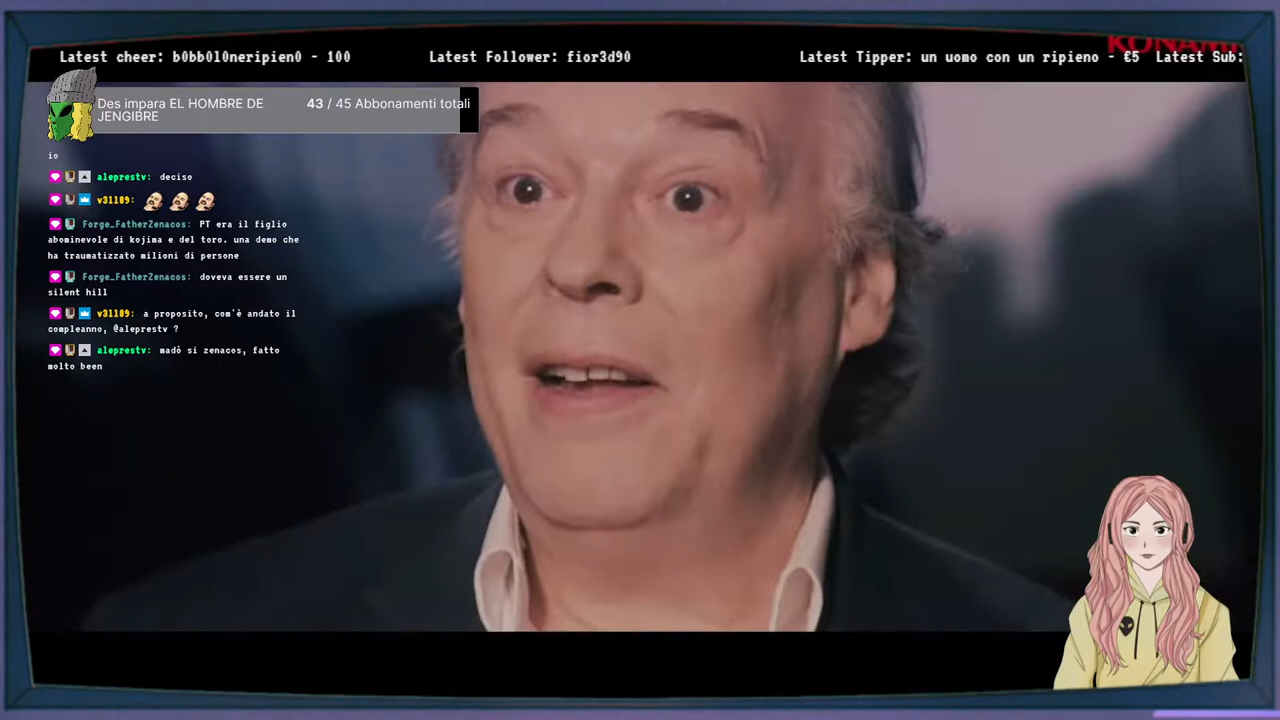 KONAMI
Latest cheer: b0bb0l0neripien0 - 100
Latest Follower: fior3d90
Latest Tipper: un uomo con un ripieno - €5
Latest Sub:
Des impara EL HOMBRE DE
JENGIBRE
43 / 45 Abbonamenti totali
io
aleprestv: deciso
v31189:
Forge_FatherZenacos: PT era il figlio
abominevole di kojima e del toro. una demo che
ha traumatizzato milioni di persone
Forge_FatherZenacos: doveva essere un
silent hill
v31189: a proposito, com'è andato il
compleanno, @aleprestv ?
aleprestv: madò si zenacos, fatto
molto been